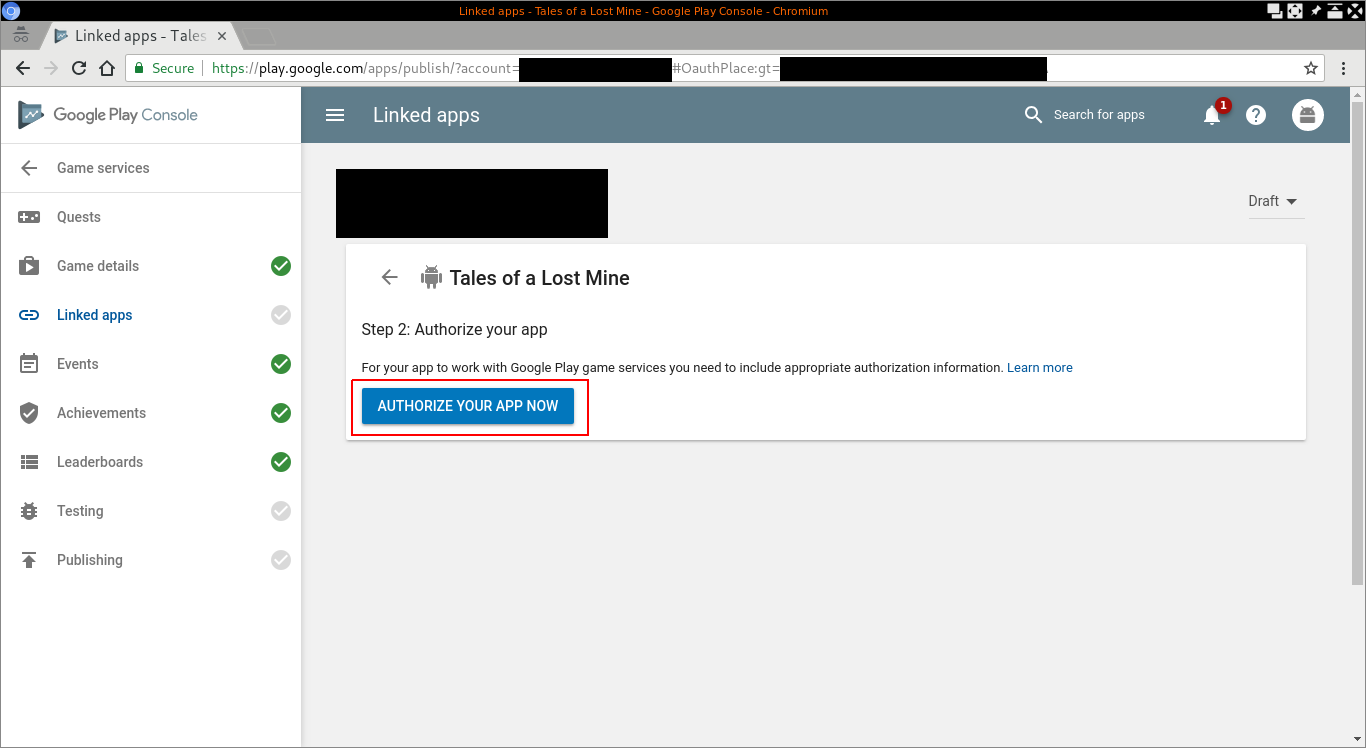 Linked apps - Tales of a Lost Mine - Google Play Console - Chromium
Linked apps - Tales
Secure https://play.google.com/apps/publish/?account= #OauthPlace:gt=
Google Play Console
Linked apps
Search for apps
1
Game services
Quests
Draft
Game details
Tales of a Lost Mine
Linked apps
Step 2: Authorize your app
Events
For your app to work with Google Play game services you need to include appropriate authorization information. Learn more
AUTHORIZE YOUR APP NOW
Achievements
Leaderboards
Testing
Publishing